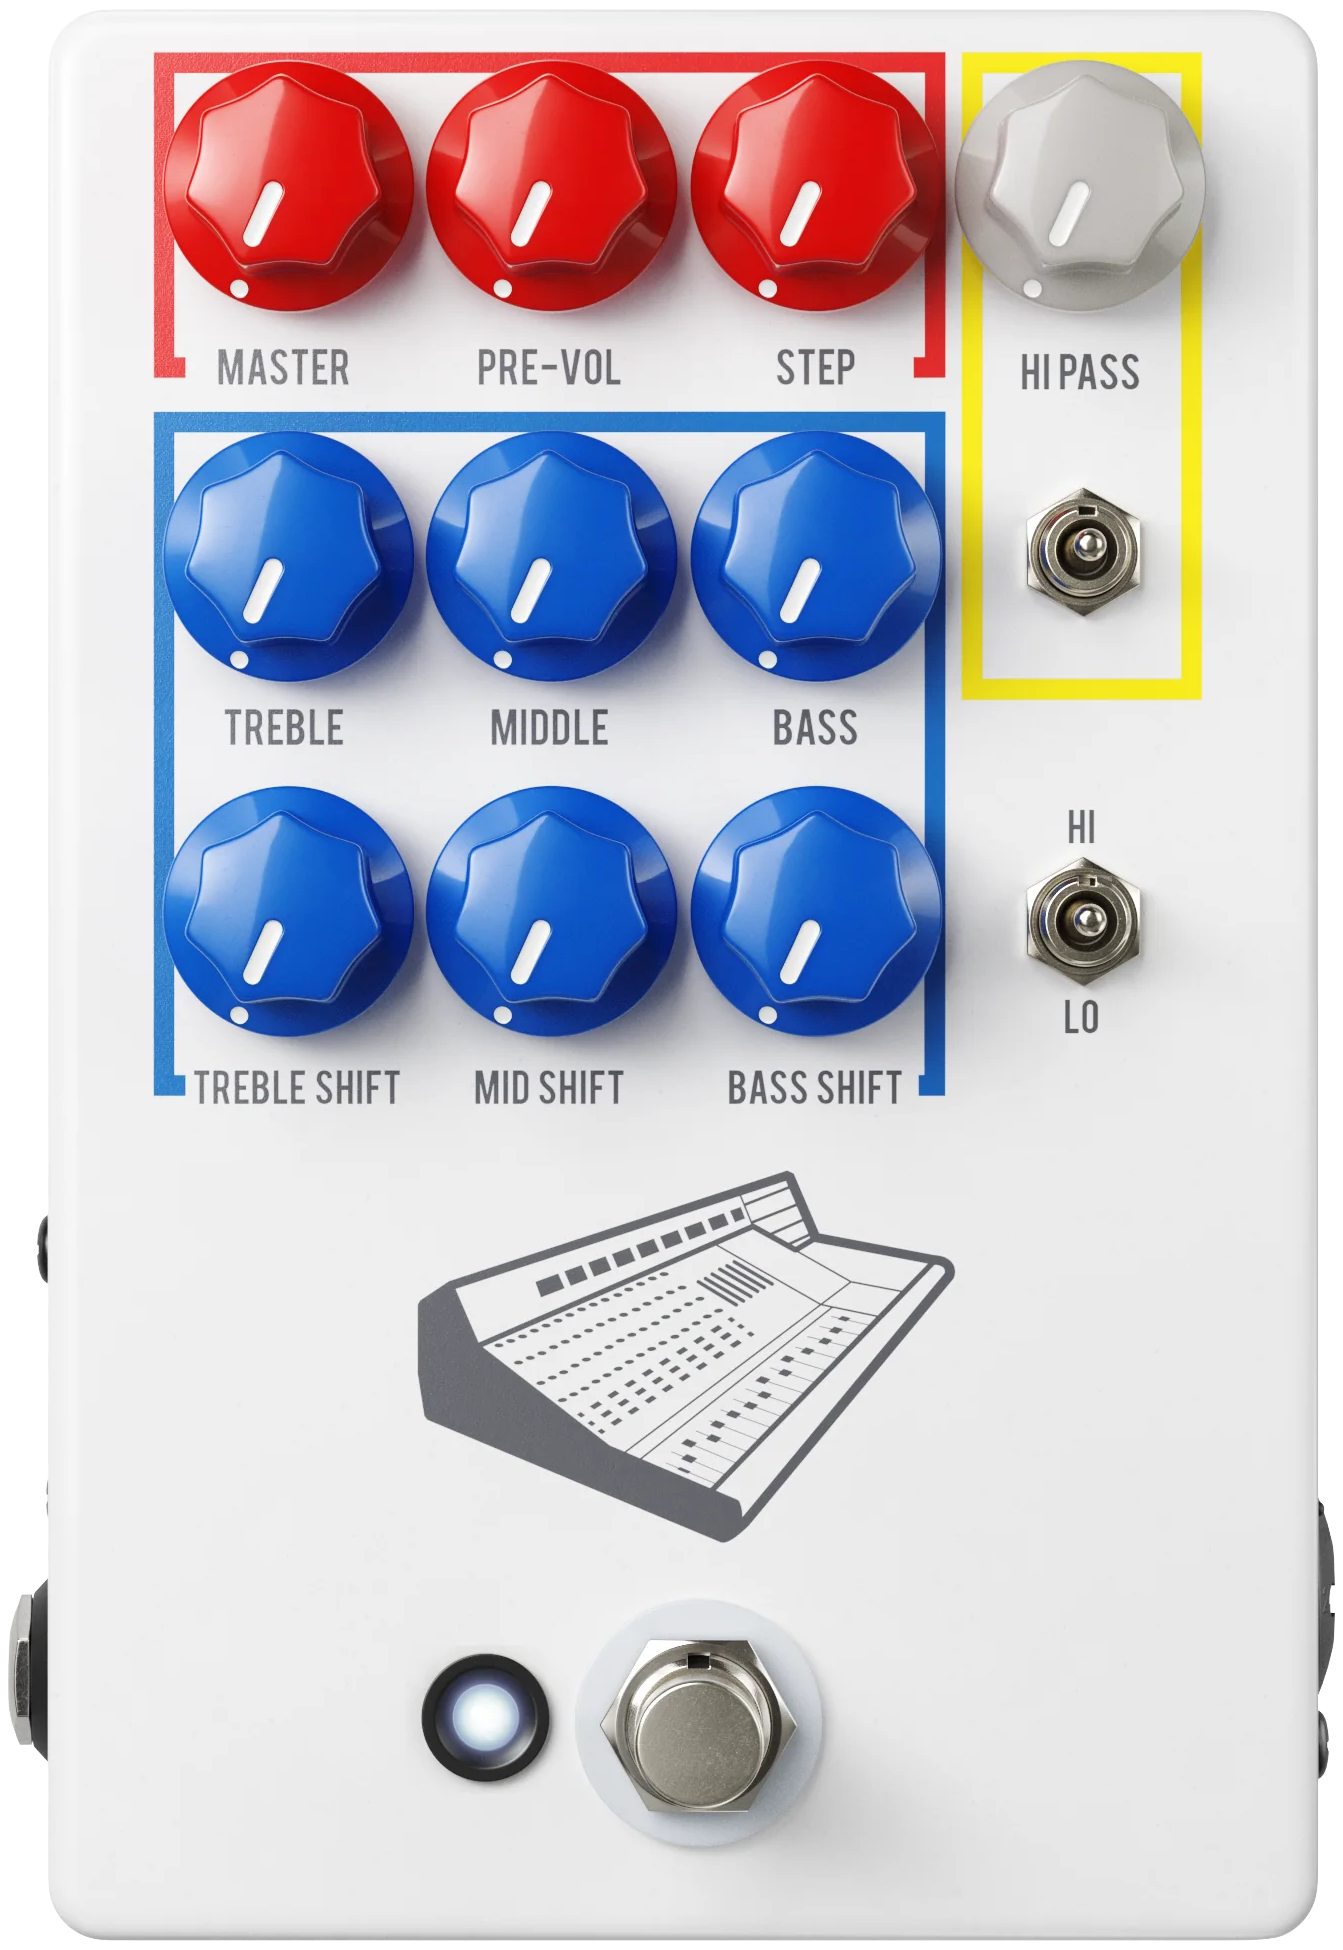 MASTER PRE-VOL STEP HI PASS
TREBLE MIDDLE BASS
HI
LO
TREBLE SHIFT MID SHIFT BASS SHIFT